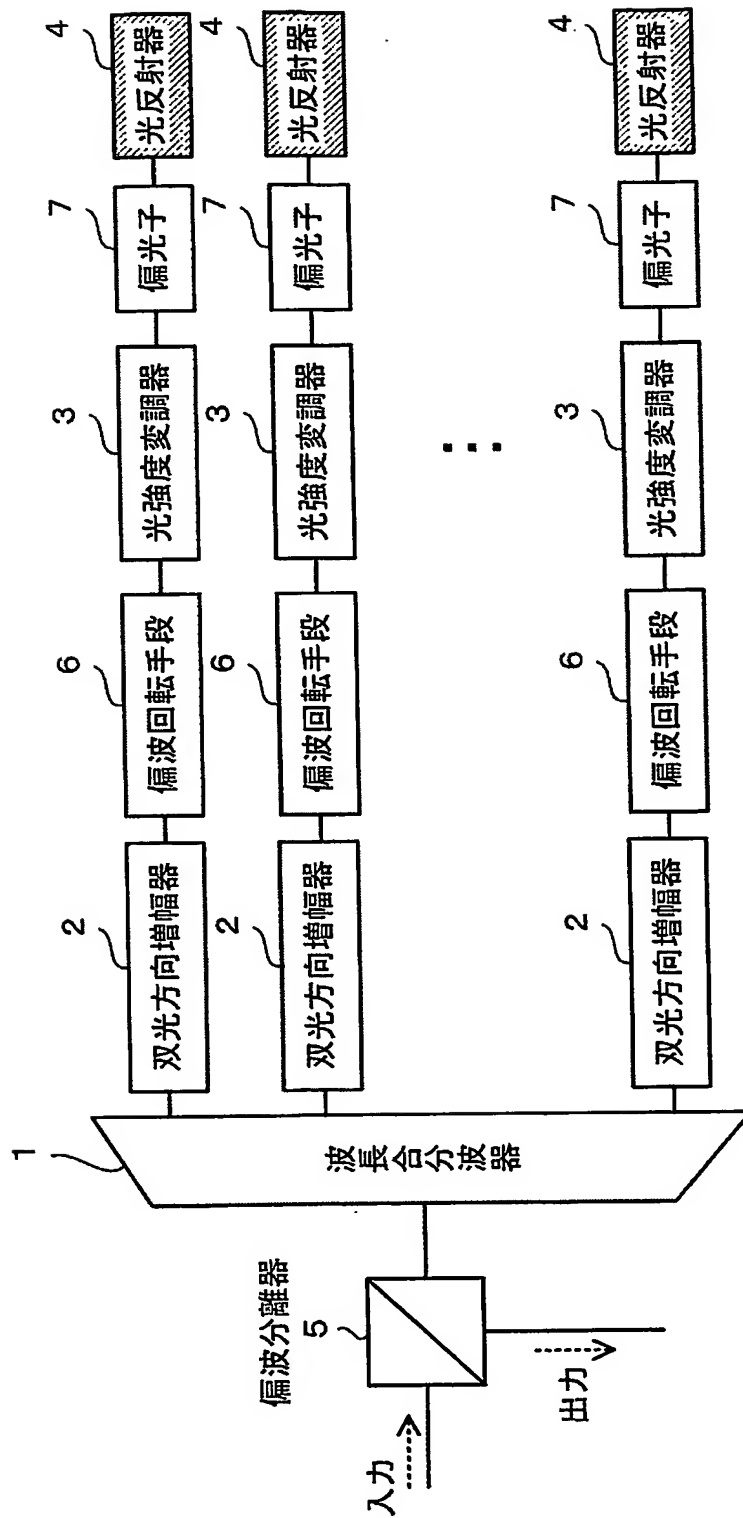 入力
出力
偏波分離器
5
1
波長合分波器
2
双光方向増幅器
6
偏波回転手段
3
光強度変調器
7
偏光子
4
光反射器
2
双光方向増幅器
6
偏波回転手段
3
光強度変調器
7
偏光子
4
光反射器
2
双光方向増幅器
6
偏波回転手段
3
光強度変調器
7
偏光子
4
光反射器